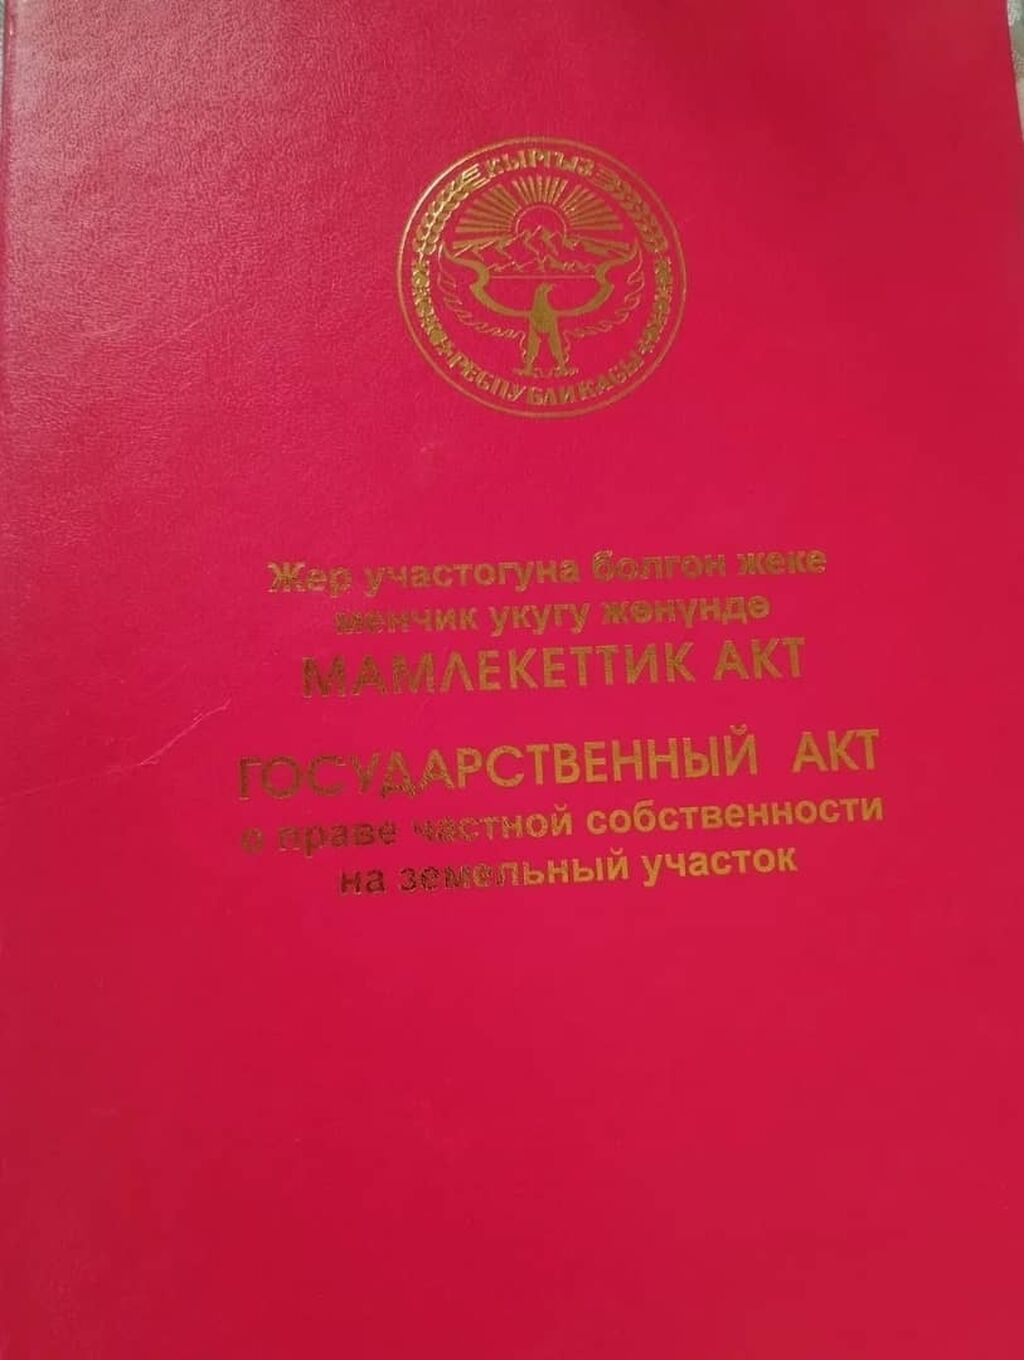 КЫРГЫЗ
РЕСПУБЛИКАСЫ
Жер участогуна болгон жеке
менчик укугу жөнүндө
МАМЛЕКЕТТИК АКТ
ГОСУДАРСТВЕННЫЙ АКТ
о праве частной собственности
на земельный участок